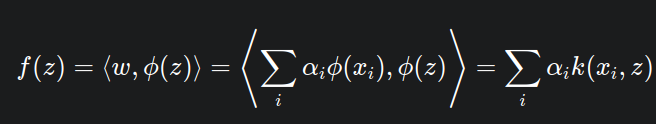 f(z) = ⟨w, ϕ(z)⟩ = ⟨∑_i α_i ϕ(x_i), ϕ(z)⟩ = ∑_i α_i k(x_i, z)